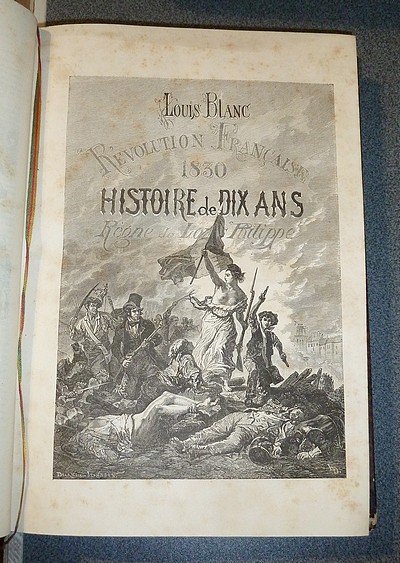 Louis Blanc
Révolution Française
1830
HISTOIRE de DIX ANS
Règne de Louis Philippe